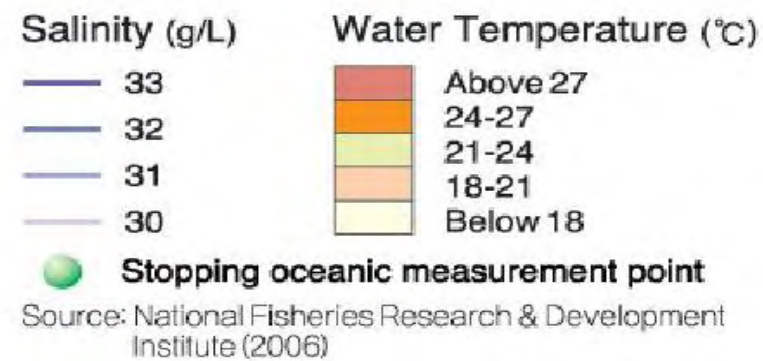 Salinity (g/L) Water Temperature (℃)
33
32
31
30
Above 27
24-27
21-24
18-21
Below 18
Stopping oceanic measurement point
Source: National Fisheries Research & Development
Institute (2006)